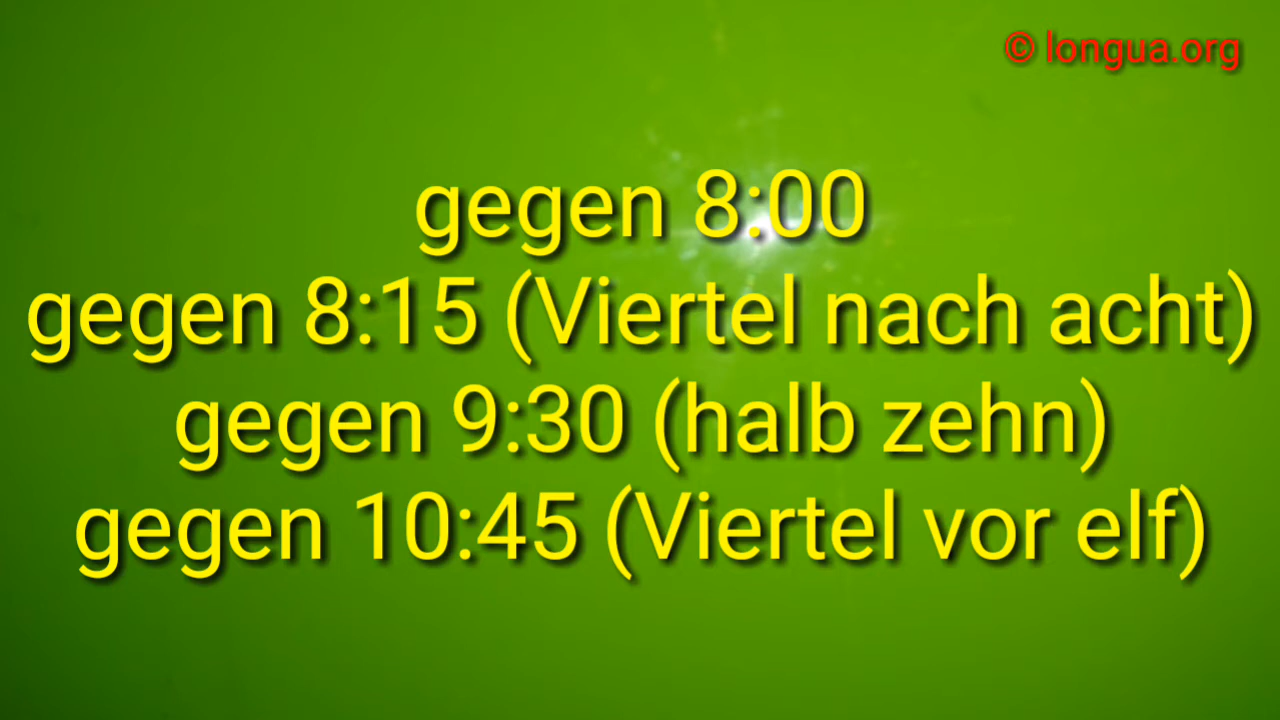 © longua.org
gegen 8:00
gegen 8:15 (Viertel nach acht)
gegen 9:30 (halb zehn)
gegen 10:45 (Viertel vor elf)